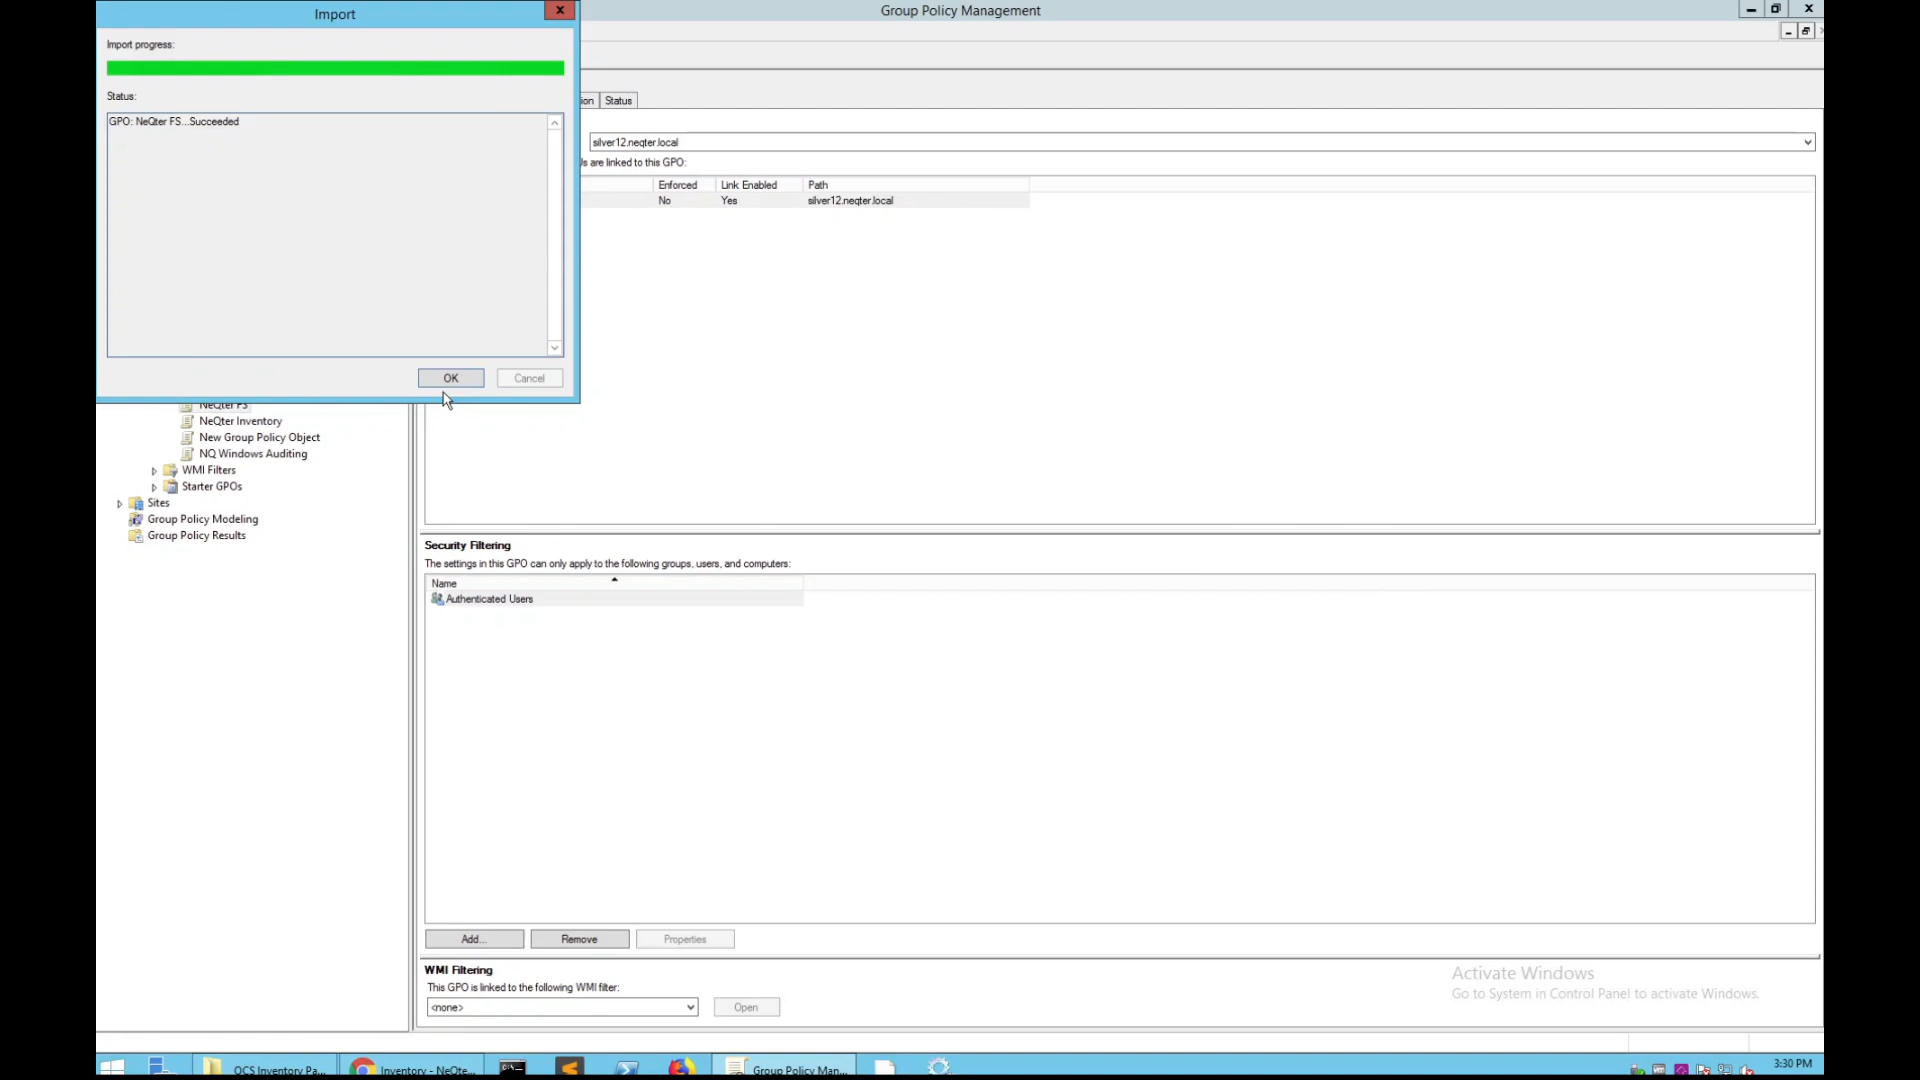 Import
Group Policy Management
Import progress:
Status:
GPO: NeQter FS...Succeeded
OK
Cancel
ion
Status
silver12.neqter.local
Us are linked to this GPO:
Enforced
Link Enabled
Path
No
Yes
silver12.neqter.local
NeQter FS
NeQter Inventory
New Group Policy Object
NQ Windows Auditing
WMI Filters
Starter GPOs
Sites
Group Policy Modeling
Group Policy Results
Security Filtering
The settings in this GPO can only apply to the following groups, users, and computers:
Name
Authenticated Users
Add...
Remove
Properties
WMI Filtering
This GPO is linked to the following WMI filter:
<none>
Open
Activate Windows
Go to System in Control Panel to activate Windows.
OCS Inventory Pa...
Inventory - NeQte...
Group Policy Man...
3:30 PM